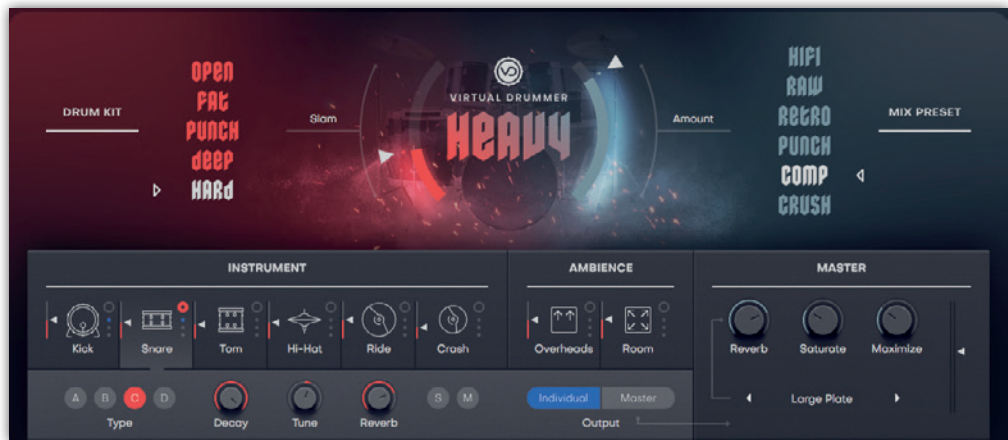 VD
VIRTUAL DRUMMER
HEAVY
DRUM KIT
OPEN
FAT
PUNCH
DEEP
HARD
Slam
Amount
HIFI
RAW
RETRO
PUNCH
COMP
CRUSH
MIX PRESET
INSTRUMENT
Kick
Snare
Tom
Hi-Hat
Ride
Crash
A B C D
Type
Decay
Tune
Reverb
S M
AMBIENCE
Overheads
Room
Individual Master
Output
MASTER
Reverb
Saturate
Maximize
Large Plate